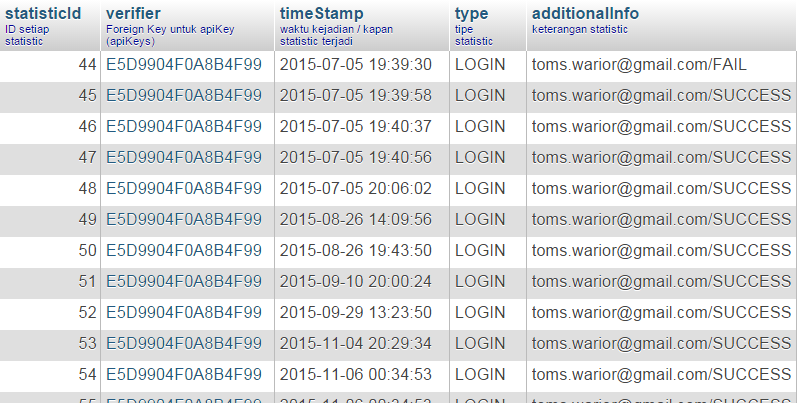 statisticId verifier timeStamp type additionalInfo
ID setiap Foreign Key untuk apiKey waktu kejadian / kapan tipe keterangan statistic
statistic (apiKeys) statistic terjadi statistic
44 E5D9904F0A8B4F99 2015-07-05 19:39:30 LOGIN toms.warior@gmail.com/FAIL
45 E5D9904F0A8B4F99 2015-07-05 19:39:58 LOGIN toms.warior@gmail.com/SUCCESS
46 E5D9904F0A8B4F99 2015-07-05 19:40:37 LOGIN toms.warior@gmail.com/SUCCESS
47 E5D9904F0A8B4F99 2015-07-05 19:40:56 LOGIN toms.warior@gmail.com/SUCCESS
48 E5D9904F0A8B4F99 2015-07-05 20:06:02 LOGIN toms.warior@gmail.com/SUCCESS
49 E5D9904F0A8B4F99 2015-08-26 14:09:56 LOGIN toms.warior@gmail.com/SUCCESS
50 E5D9904F0A8B4F99 2015-08-26 19:43:50 LOGIN toms.warior@gmail.com/SUCCESS
51 E5D9904F0A8B4F99 2015-09-10 20:00:24 LOGIN toms.warior@gmail.com/SUCCESS
52 E5D9904F0A8B4F99 2015-09-29 13:23:50 LOGIN toms.warior@gmail.com/SUCCESS
53 E5D9904F0A8B4F99 2015-11-04 20:29:34 LOGIN toms.warior@gmail.com/SUCCESS
54 E5D9904F0A8B4F99 2015-11-06 00:34:53 LOGIN toms.warior@gmail.com/SUCCESS